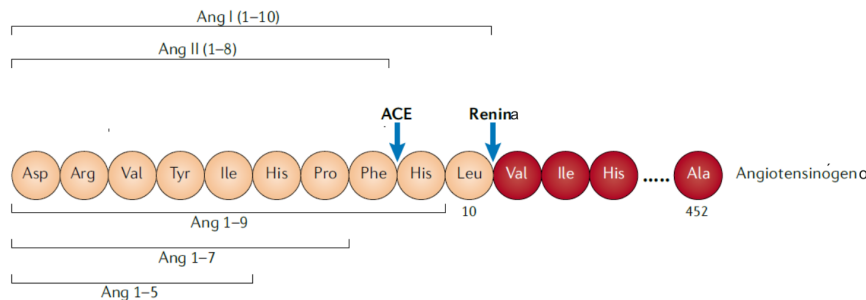 Ang I (1–10)
Ang II (1–8)
ACE Renina
Asp Arg Val Tyr Ile His Pro Phe His Leu Val Ile His ..... Ala Angiotensinógeno
Ang 1–9 10 452
Ang 1–7
Ang 1–5